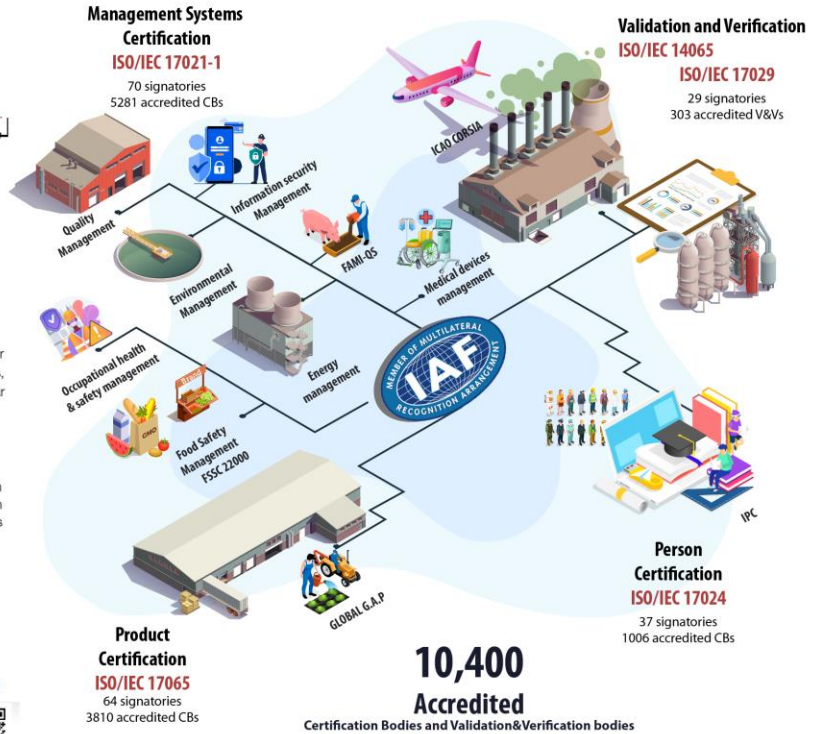 Management Systems
Certification
ISO/IEC 17021-1
70 signatories
5281 accredited CBs
Validation and Verification
ISO/IEC 14065
ISO/IEC 17029
29 signatories
303 accredited V&Vs
ICAO CORSIA
Quality
Management
Information security
Management
FAMI-QS
Medical devices
management
Environmental
Management
Energy
management
Occupational health
& safety management
Brand
GMO
Food Safety
Management
FSSC 22000
MEMBER OF MULTILATERAL
IAF
RECOGNITION ARRANGEMENT
GLOBAL G.A.P
IPC
Person
Certification
ISO/IEC 17024
37 signatories
1006 accredited CBs
Product
Certification
ISO/IEC 17065
64 signatories
3810 accredited CBs
10,400
Accredited
Certification Bodies and Validation&Verification bodies